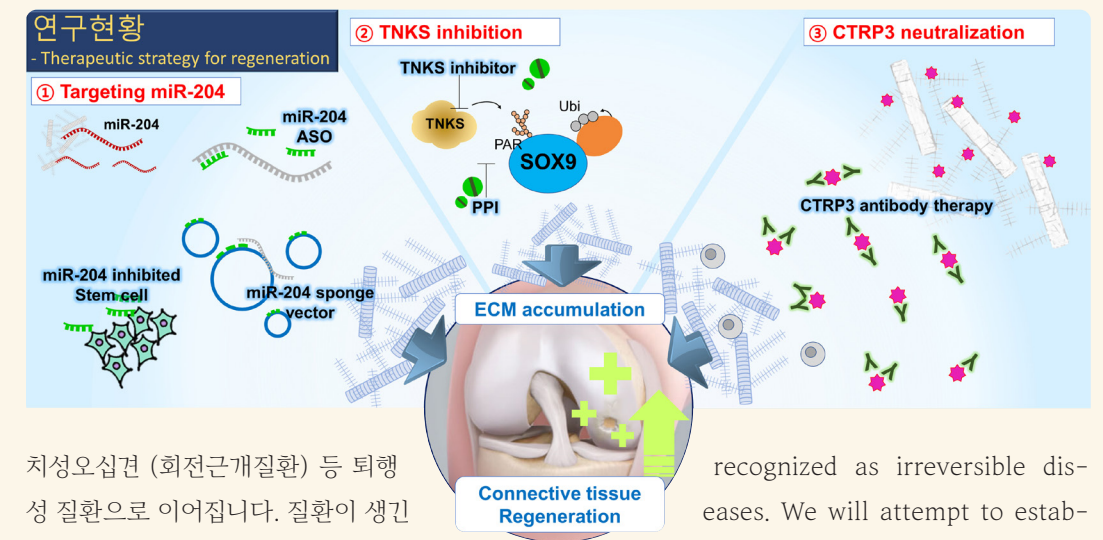 연구현황
- Therapeutic strategy for regeneration
① Targeting miR-204
miR-204
miR-204
ASO
miR-204 inhibited
Stem cell
miR-204 sponge
vector
② TNKS inhibition
TNKS inhibitor
TNKS
PAR
Ubi
SOX9
PPI
③ CTRP3 neutralization
CTRP3 antibody therapy
ECM accumulation
Connective tissue
Regeneration
치성오십견 (회전근개질환) 등 퇴행
성 질환으로 이어집니다. 질환이 생긴
recognized as irreversible dis-
eases. We will attempt to estab-